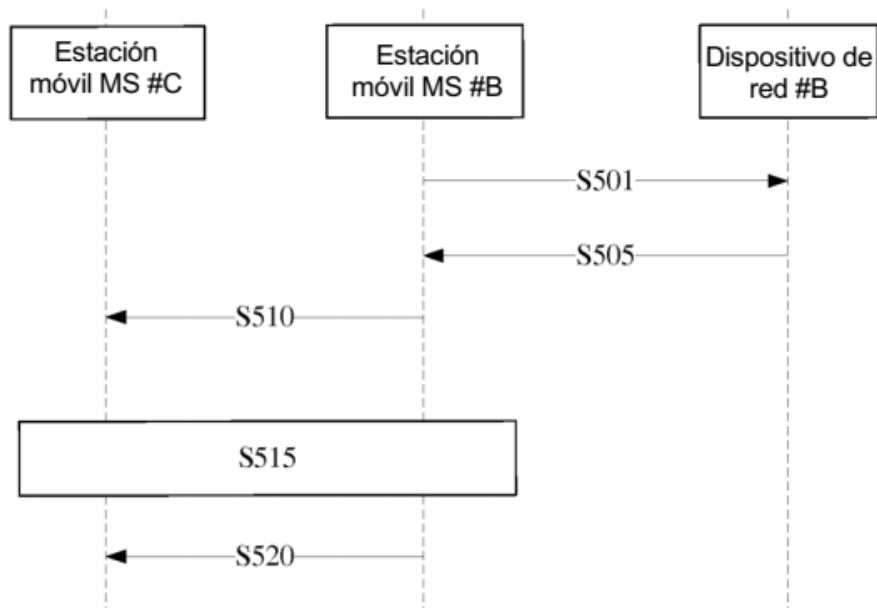 Estación
móvil MS #C
Estación
móvil MS #B
Dispositivo de
red #B
S501
S505
S510
S515
S520